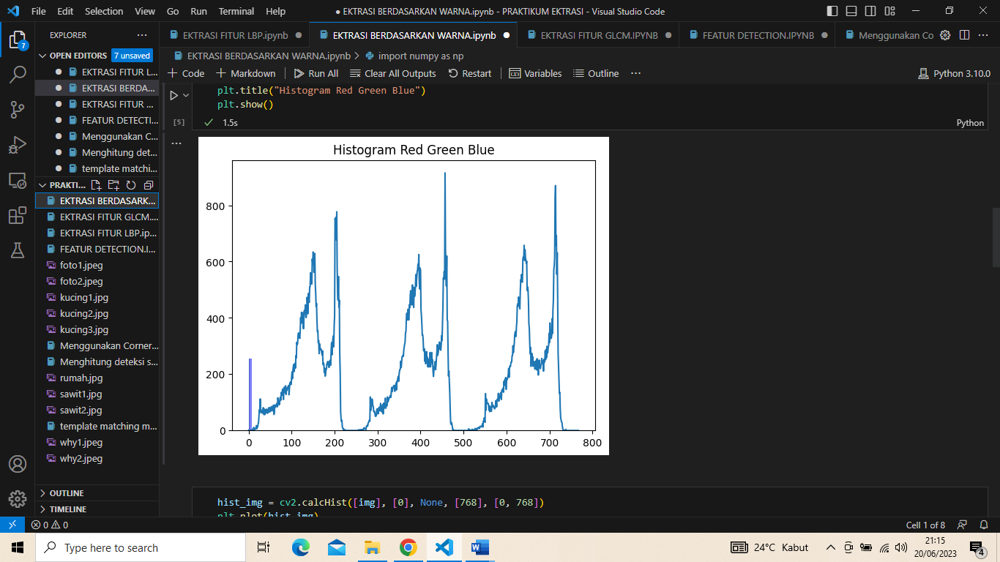 File Edit Selection View Go Run Terminal Help
● EKTRASI BERDASARKAN WARNA.ipynb - PRAKTIKUM EKTRASI - Visual Studio Code
7
EXPLORER
OPEN EDITORS 7 unsaved
EKTRASI FITUR L...
EKTRASI BERDA...
EKTRASI FITUR ...
FEATUR DETECTI...
Menggunakan C...
Menghitung det...
template matchi...
PRAKTI...
EKTRASI BERDASARK...
EKTRASI FITUR GLCM....
EKTRASI FITUR LBP.ip...
FEATUR DETECTION.I...
foto1.jpeg
foto2.jpeg
kucing1.jpg
kucing2.jpg
kucing3.jpg
Menggunakan Corner...
Menghitung deteksi s...
rumah.jpg
sawit1.jpg
sawit2.jpg
template matching m...
why1.jpeg
why2.jpeg
OUTLINE
TIMELINE
EKTRASI FITUR LBP.ipynb EKTRASI BERDASARKAN WARNA.ipynb EKTRASI FITUR GLCM.IPYNB FEATUR DETECTION.IPYNB Menggunakan Co
EKTRASI BERDASARKAN WARNA.ipynb > import numpy as np
+ Code + Markdown Run All Clear All Outputs Restart Variables Outline ... Python 3.10.0
plt.title("Histogram Red Green Blue")
plt.show()
[5] 1.5s Python
Histogram Red Green Blue
800
600
400
200
0
0 100 200 300 400 500 600 700 800
hist_img = cv2.calcHist([img], [0], None, [768], [0, 768])
plt.plot(hist_img)
0 0 Cell 1 of 8
Type here to search
24°C Kabut
21:15
20/06/2023
4